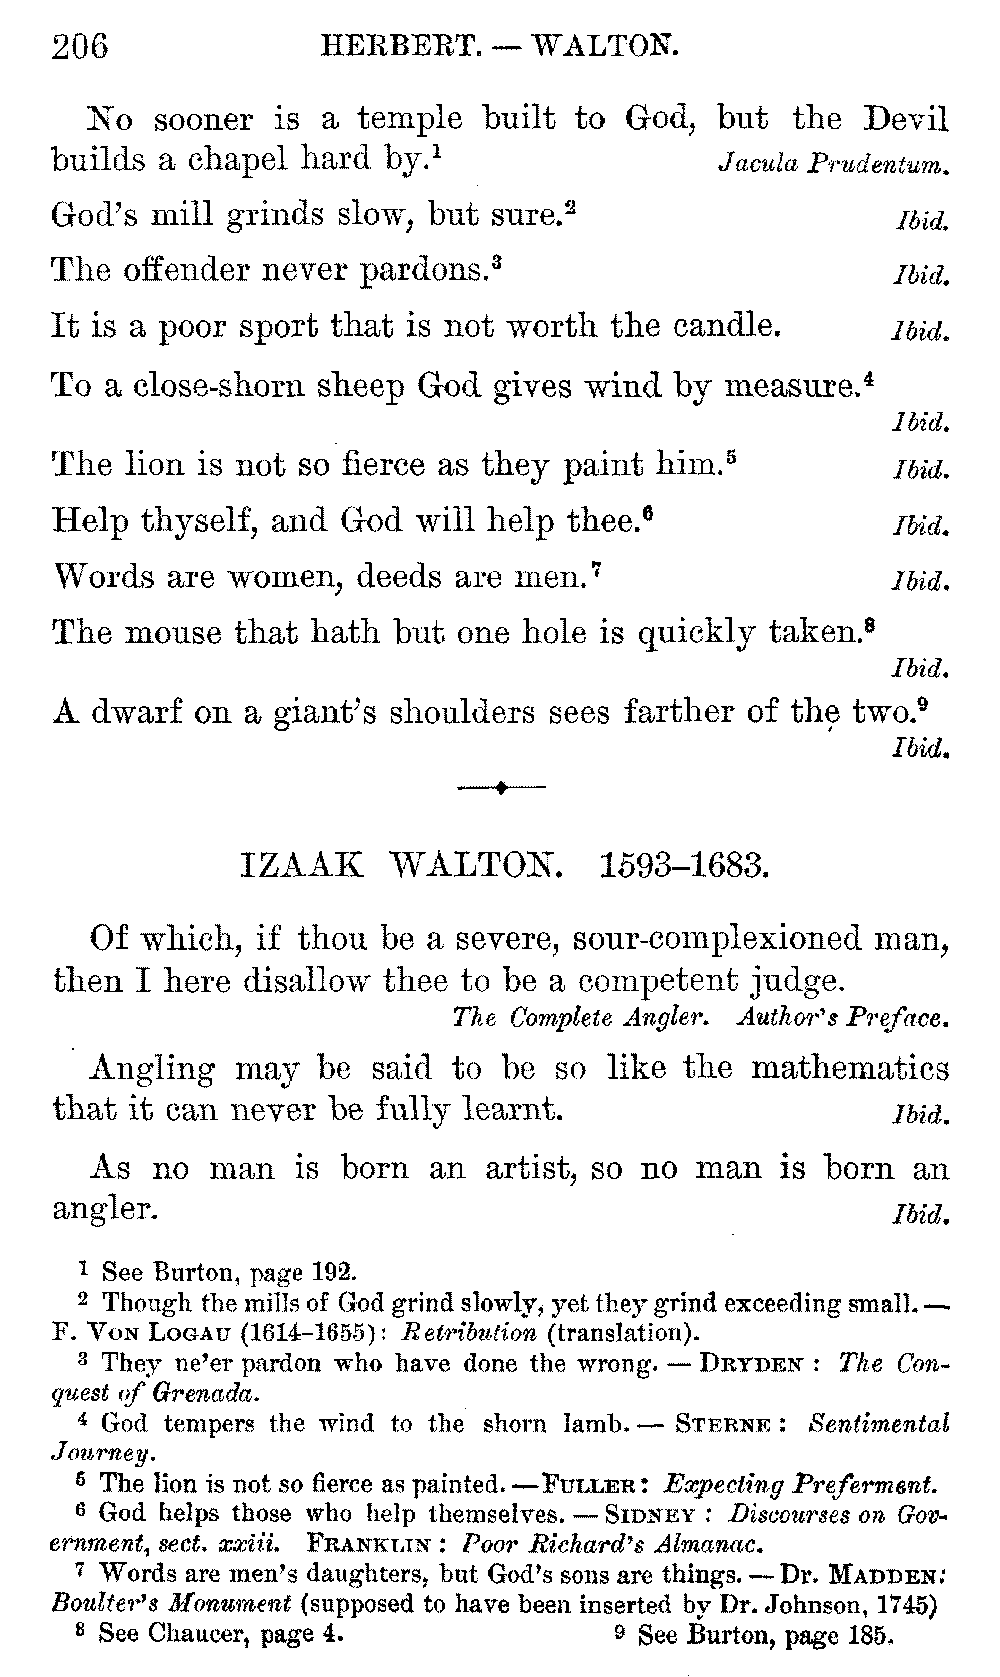 206 HERBERT. — WALTON.
No sooner is a temple built to God, but the Devil
builds a chapel hard by.¹ Jacula Prudentum.
God's mill grinds slow, but sure.² Ibid.
The offender never pardons.³ Ibid.
It is a poor sport that is not worth the candle. Ibid.
To a close-shorn sheep God gives wind by measure.⁴
Ibid.
The lion is not so fierce as they paint him.⁵ Ibid.
Help thyself, and God will help thee.⁶ Ibid.
Words are women, deeds are men.⁷ Ibid.
The mouse that hath but one hole is quickly taken.⁸
Ibid.
A dwarf on a giant's shoulders sees farther of the two.⁹
Ibid.
IZAAK WALTON. 1593–1683.
Of which, if thou be a severe, sour-complexioned man,
then I here disallow thee to be a competent judge.
The Complete Angler. Author's Preface.
Angling may be said to be so like the mathematics
that it can never be fully learnt. Ibid.
As no man is born an artist, so no man is born an
angler. Ibid.
¹ See Burton, page 192.
² Though the mills of God grind slowly, yet they grind exceeding small. —
F. VON LOGAU (1614–1655): Retribution (translation).
³ They ne'er pardon who have done the wrong. — DRYDEN : The Con-
quest of Grenada.
⁴ God tempers the wind to the shorn lamb. — STERNE : Sentimental
Journey.
⁵ The lion is not so fierce as painted. — FULLER : Expecting Preferment.
⁶ God helps those who help themselves. — SIDNEY : Discourses on Gov-
ernment, sect. xxiii. FRANKLIN : Poor Richard's Almanac.
⁷ Words are men's daughters, but God's sons are things. — Dr. MADDEN:
Boulter's Monument (supposed to have been inserted by Dr. Johnson, 1745)
⁸ See Chaucer, page 4. ⁹ See Burton, page 185.